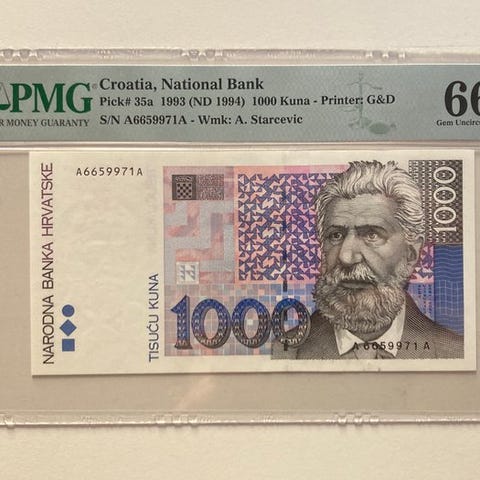 PMG
Croatia, National Bank
Pick# 35a 1993 (ND 1994) 1000 Kuna - Printer: G&D
S/N A6659971A - Wmk: A. Starcevic
MONEY GUARANTY
66
Gem Uncirc
A6659971A
NARODNA BANKA HRVATSKE
TISUĆU KUNA
1000
1000
A6659971A